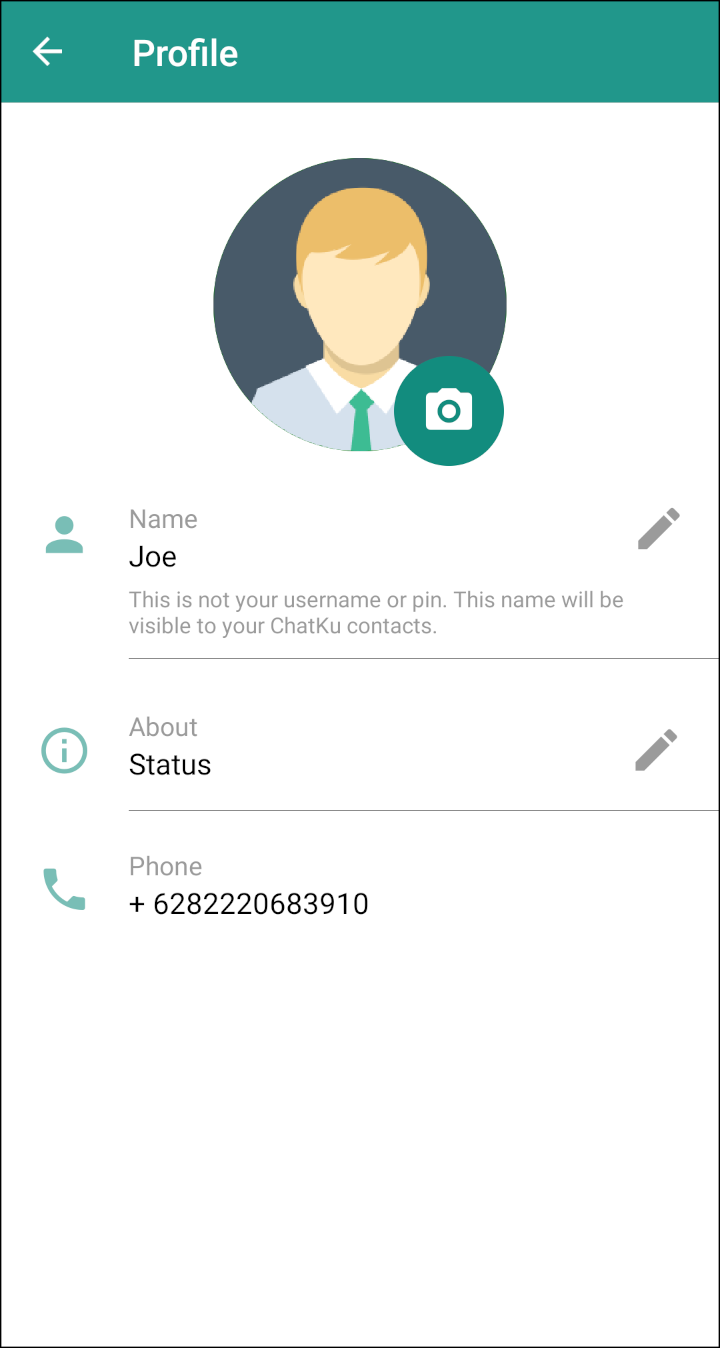 Profile
Name
Joe
This is not your username or pin. This name will be
visible to your ChatKu contacts.
About
Status
Phone
+ 6282220683910